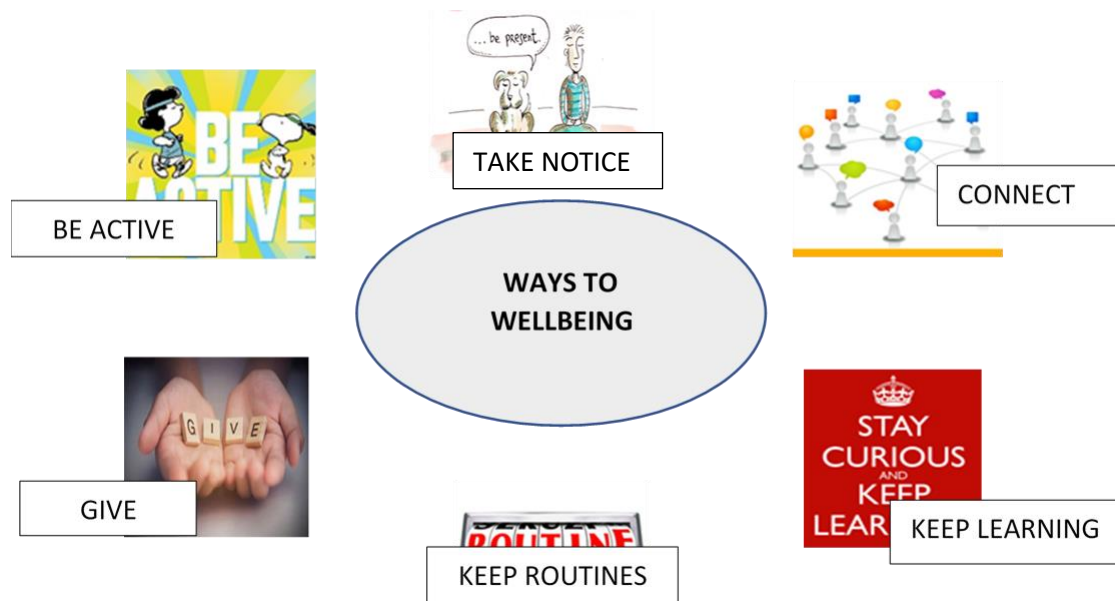 ...be present.
TAKE NOTICE
BE
ACTIVE
BE ACTIVE
CONNECT
WAYS TO
WELLBEING
GIVE
GIVE
STAY
CURIOUS
AND
KEEP
KEEP LEARNING
ROUTINE
KEEP ROUTINES